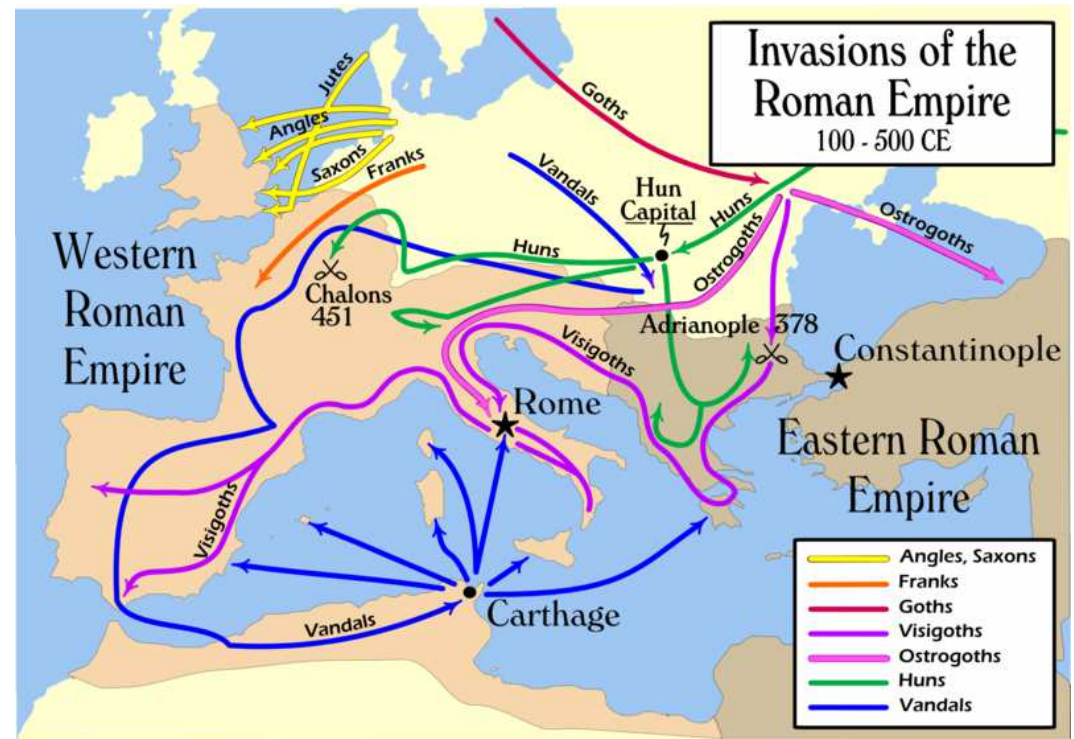 Invasions of the
Roman Empire
100 - 500 CE
Jutes
Angles
Saxons
Franks
Goths
Vandals
Hun
Capital
Huns
Ostrogoths
Ostrogoths
Huns
Western
Roman
Empire
Chalons
451
Adrianople 378
Visigoths
Constantinople
Rome
Eastern Roman
Empire
Visigoths
Carthage
Vandals
Angles, Saxons
Franks
Goths
Visigoths
Ostrogoths
Huns
Vandals